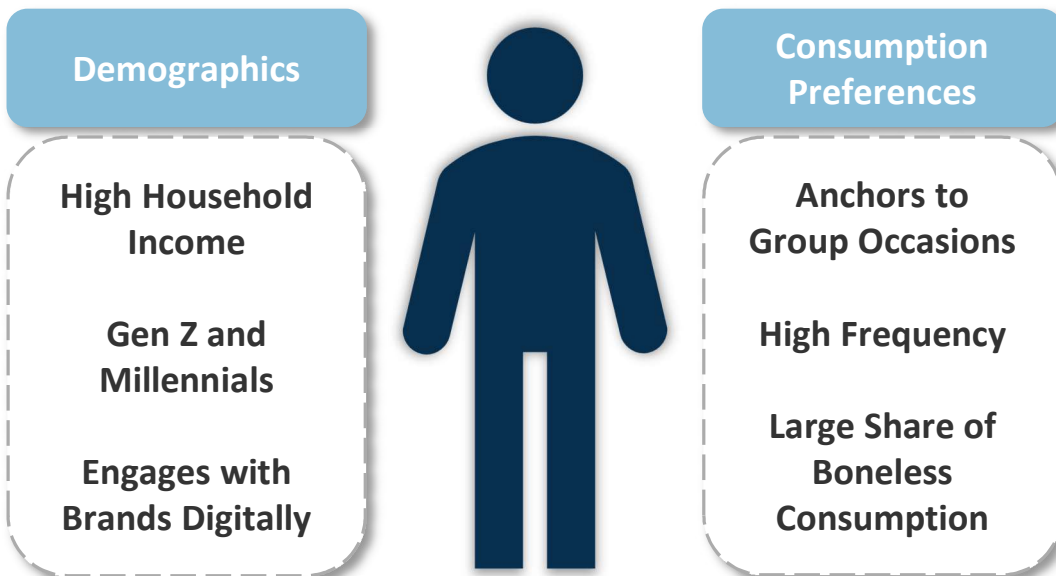 Demographics
High Household
Income
Gen Z and
Millennials
Engages with
Brands Digitally
Consumption
Preferences
Anchors to
Group Occasions
High Frequency
Large Share of
Boneless
Consumption